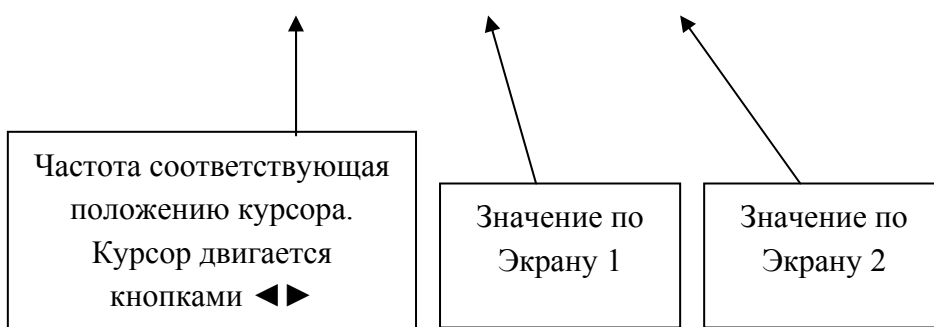 Частота соответствующая
положению курсора.
Курсор двигается
кнопками ◄►
Значение по
Экрану 1
Значение по
Экрану 2